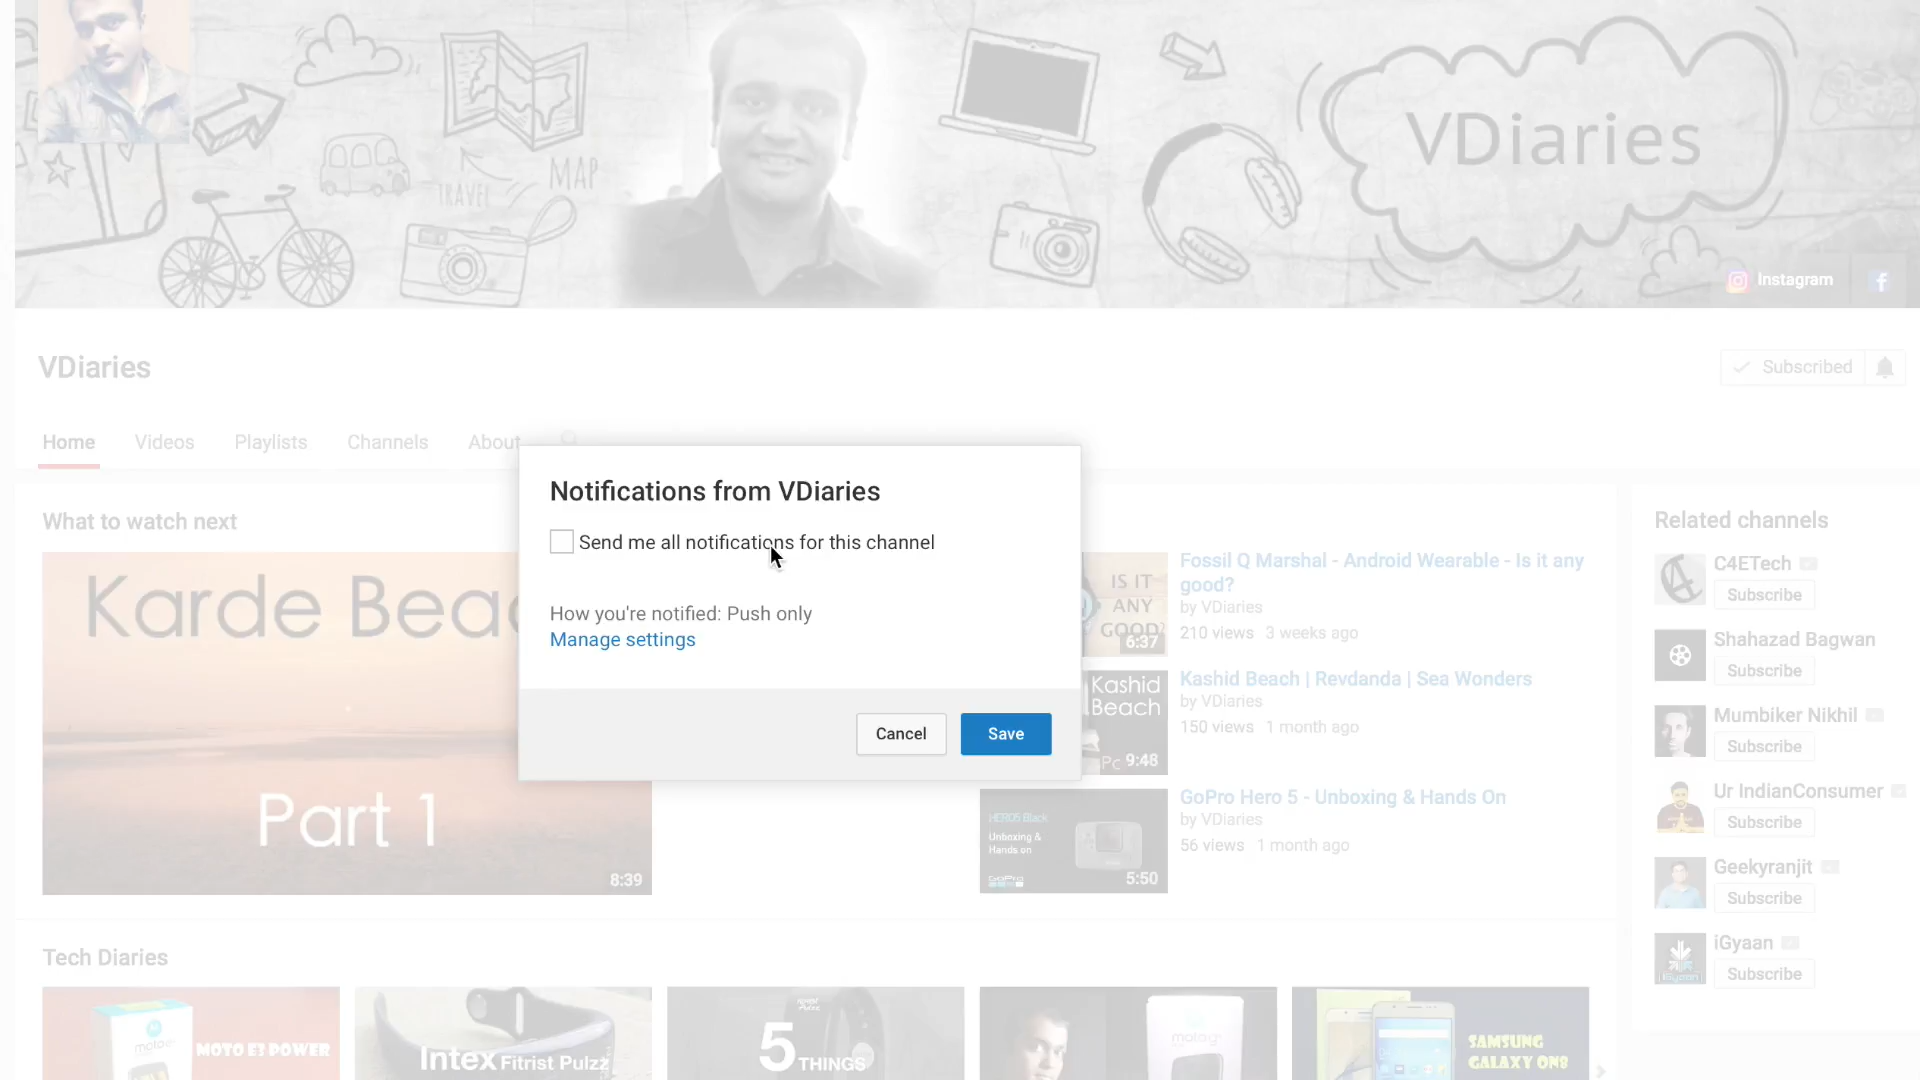 TRAVEL
MAP
VDiaries
Instagram
VDiaries
Subscribed
Home
Videos
Playlists
Channels
About
Notifications from VDiaries
Send me all notifications for this channel
How you're notified: Push only
Manage settings
Cancel
Save
What to watch next
Karde Beac
Part 1
8:39
IS IT
ANY
GOOD?
6:37
Fossil Q Marshal - Android Wearable - Is it any
good?
by VDiaries
210 views 3 weeks ago
Kashid
Beach
Pc 9:48
Kashid Beach | Revdanda | Sea Wonders
by VDiaries
150 views 1 month ago
HERO5 Black
Unboxing &
Hands on
GoPro
5:50
GoPro Hero 5 - Unboxing & Hands On
by VDiaries
56 views 1 month ago
Related channels
C4ETech
Subscribe
Shahazad Bagwan
Subscribe
Mumbiker Nikhil
Subscribe
Ur IndianConsumer
Subscribe
Geekyranjit
Subscribe
iGyaan
Subscribe
Tech Diaries
MOTO E3 POWER
Intex Fitrist Pulzz
5 THINGS
SAMSUNG
GALAXY ON8